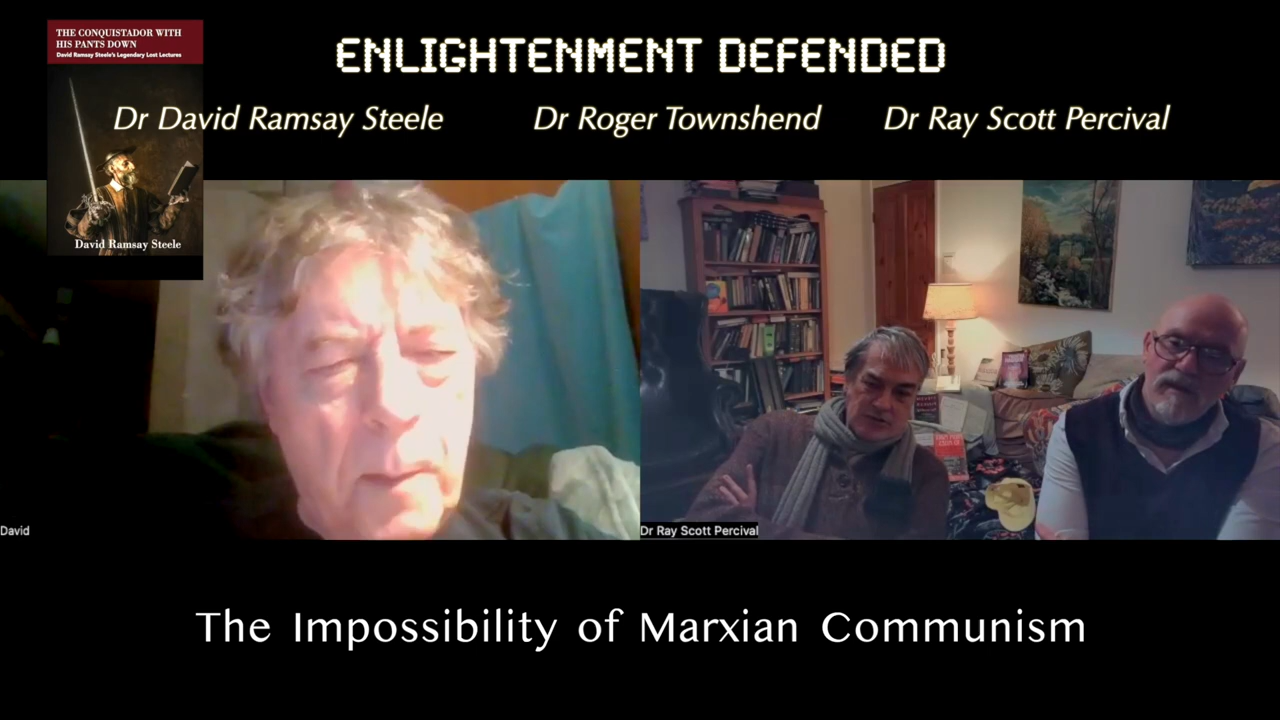 THE CONQUISTADOR WITH
HIS PANTS DOWN
David Ramsay Steele's Legendary Lost Lectures
David Ramsay Steele
ENLIGHTENMENT DEFENDED
Dr David Ramsay Steele Dr Roger Townshend Dr Ray Scott Percival
David
Dr Ray Scott Percival
The Impossibility of Marxian Communism